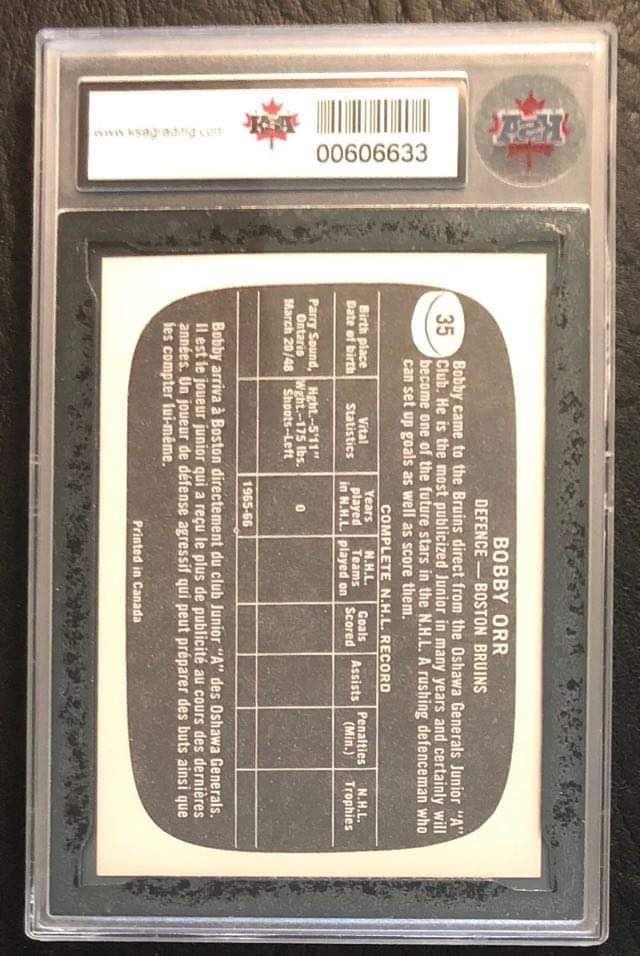 www.ksagrading.com
KSA
00606633
KSA
35
BOBBY ORR
DEFENCE — BOSTON BRUINS
Bobby came to the Bruins direct from the Oshawa Generals Junior "A"
Club. He is the most publicized Junior in many years and certainly will
become one of the future stars in the N.H.L. A rushing defenceman who
can set up goals as well as score them.
COMPLETE N.H.L. RECORD
Birth place
Date of birth
Vital
Statistics
Years
played
in N.H.L.
N.H.L.
Teams
played on
Goals
Scored
Assists
Penalties
(Min.)
N.H.L.
Trophies
Parry Sound,
Ontario
March 20/48
Hght.--5'11"
Wght.--175 lbs.
Shoots--Left
0
1965-66
Bobby arriva à Boston directement du club Junior "A" des Oshawa Generals.
Il est le joueur junior qui a reçu le plus de publicité au cours des dernières
années. Un joueur de défense agressif qui peut préparer des buts ainsi que
les compter lui-même.
Printed in Canada